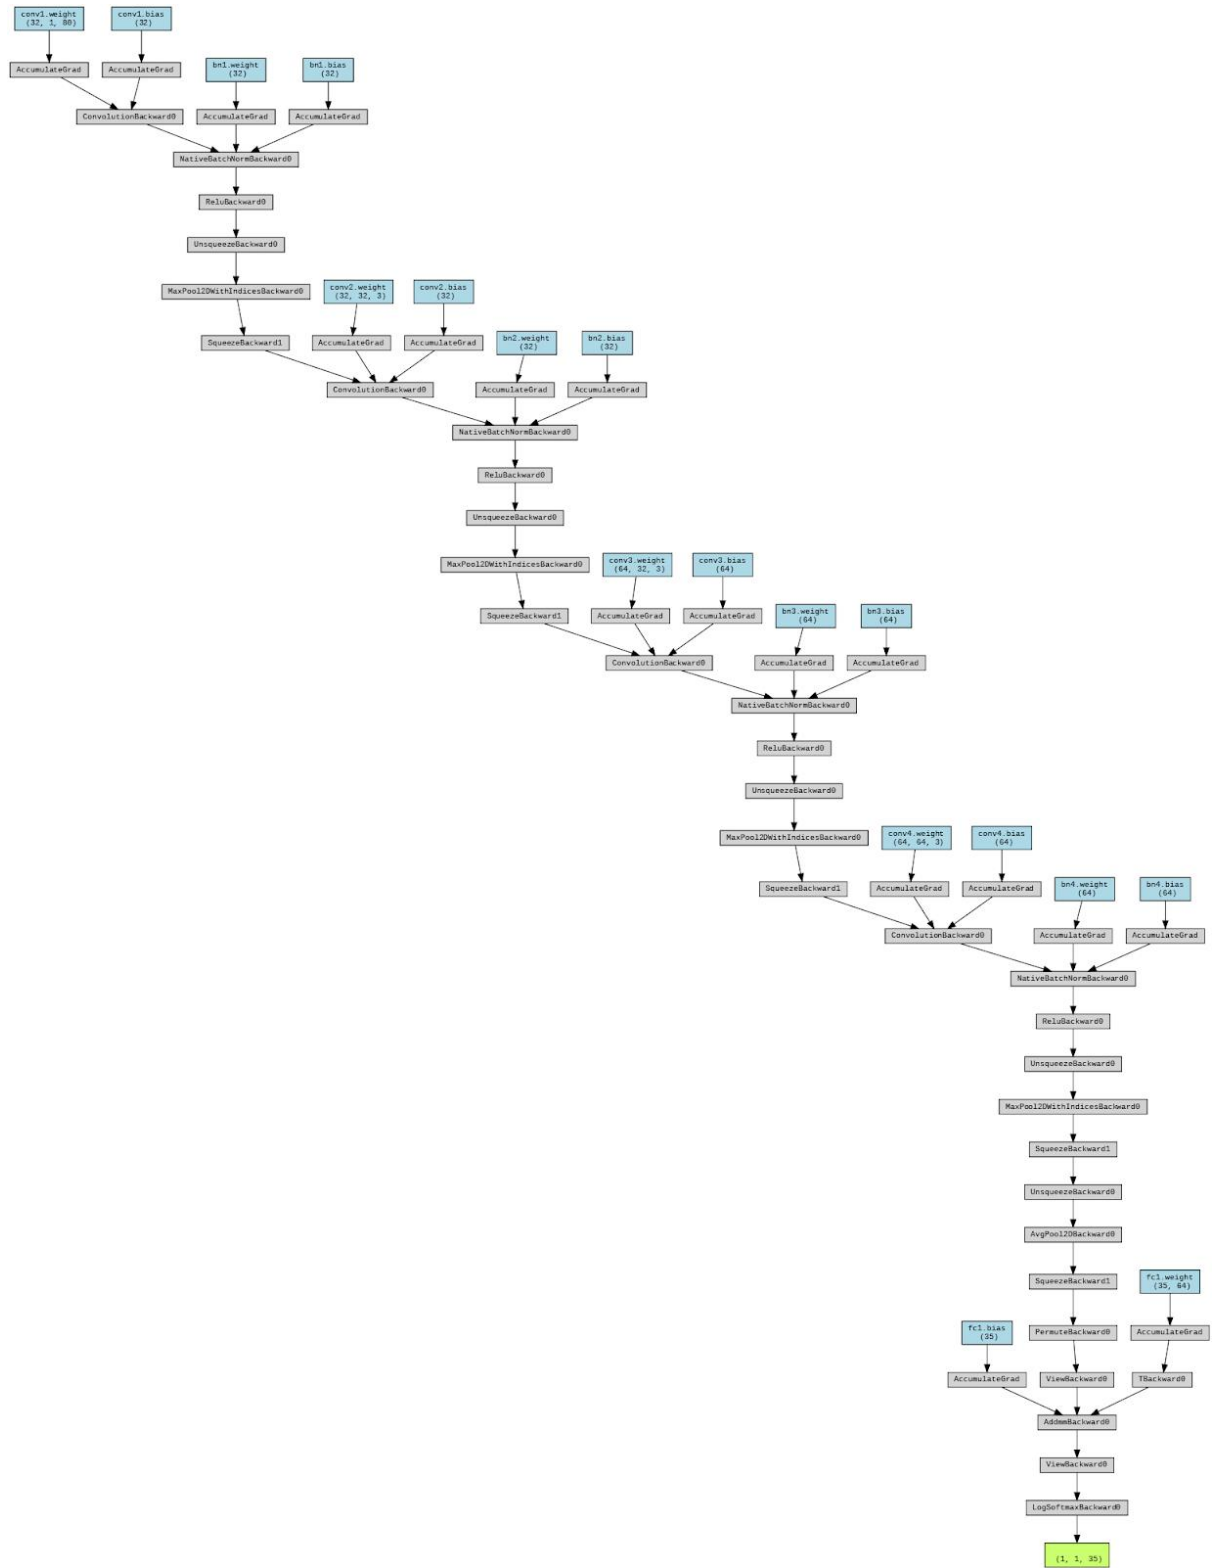 conv1.weight
(32, 1, 80)
conv1.bias
(32)
AccumulateGrad
AccumulateGrad
bn1.weight
(32)
bn1.bias
(32)
ConvolutionBackward0
AccumulateGrad
AccumulateGrad
NativeBatchNormBackward0
ReluBackward0
UnsqueezeBackward0
MaxPool2DWithIndicesBackward0
conv2.weight
(32, 32, 3)
conv2.bias
(32)
SqueezeBackward1
AccumulateGrad
AccumulateGrad
bn2.weight
(32)
bn2.bias
(32)
ConvolutionBackward0
AccumulateGrad
AccumulateGrad
NativeBatchNormBackward0
ReluBackward0
UnsqueezeBackward0
MaxPool2DWithIndicesBackward0
conv3.weight
(64, 32, 3)
conv3.bias
(64)
SqueezeBackward1
AccumulateGrad
AccumulateGrad
bn3.weight
(64)
bn3.bias
(64)
ConvolutionBackward0
AccumulateGrad
AccumulateGrad
NativeBatchNormBackward0
ReluBackward0
UnsqueezeBackward0
MaxPool2DWithIndicesBackward0
conv4.weight
(64, 64, 3)
conv4.bias
(64)
SqueezeBackward1
AccumulateGrad
AccumulateGrad
bn4.weight
(64)
bn4.bias
(64)
ConvolutionBackward0
AccumulateGrad
AccumulateGrad
NativeBatchNormBackward0
ReluBackward0
UnsqueezeBackward0
MaxPool2DWithIndicesBackward0
SqueezeBackward1
UnsqueezeBackward0
AvgPool2DBackward0
SqueezeBackward1
fc1.weight
(35, 64)
fc1.bias
(35)
PermuteBackward0
AccumulateGrad
AccumulateGrad
ViewBackward0
TBackward0
AddmmBackward0
ViewBackward0
LogSoftmaxBackward0
(1, 1, 35)